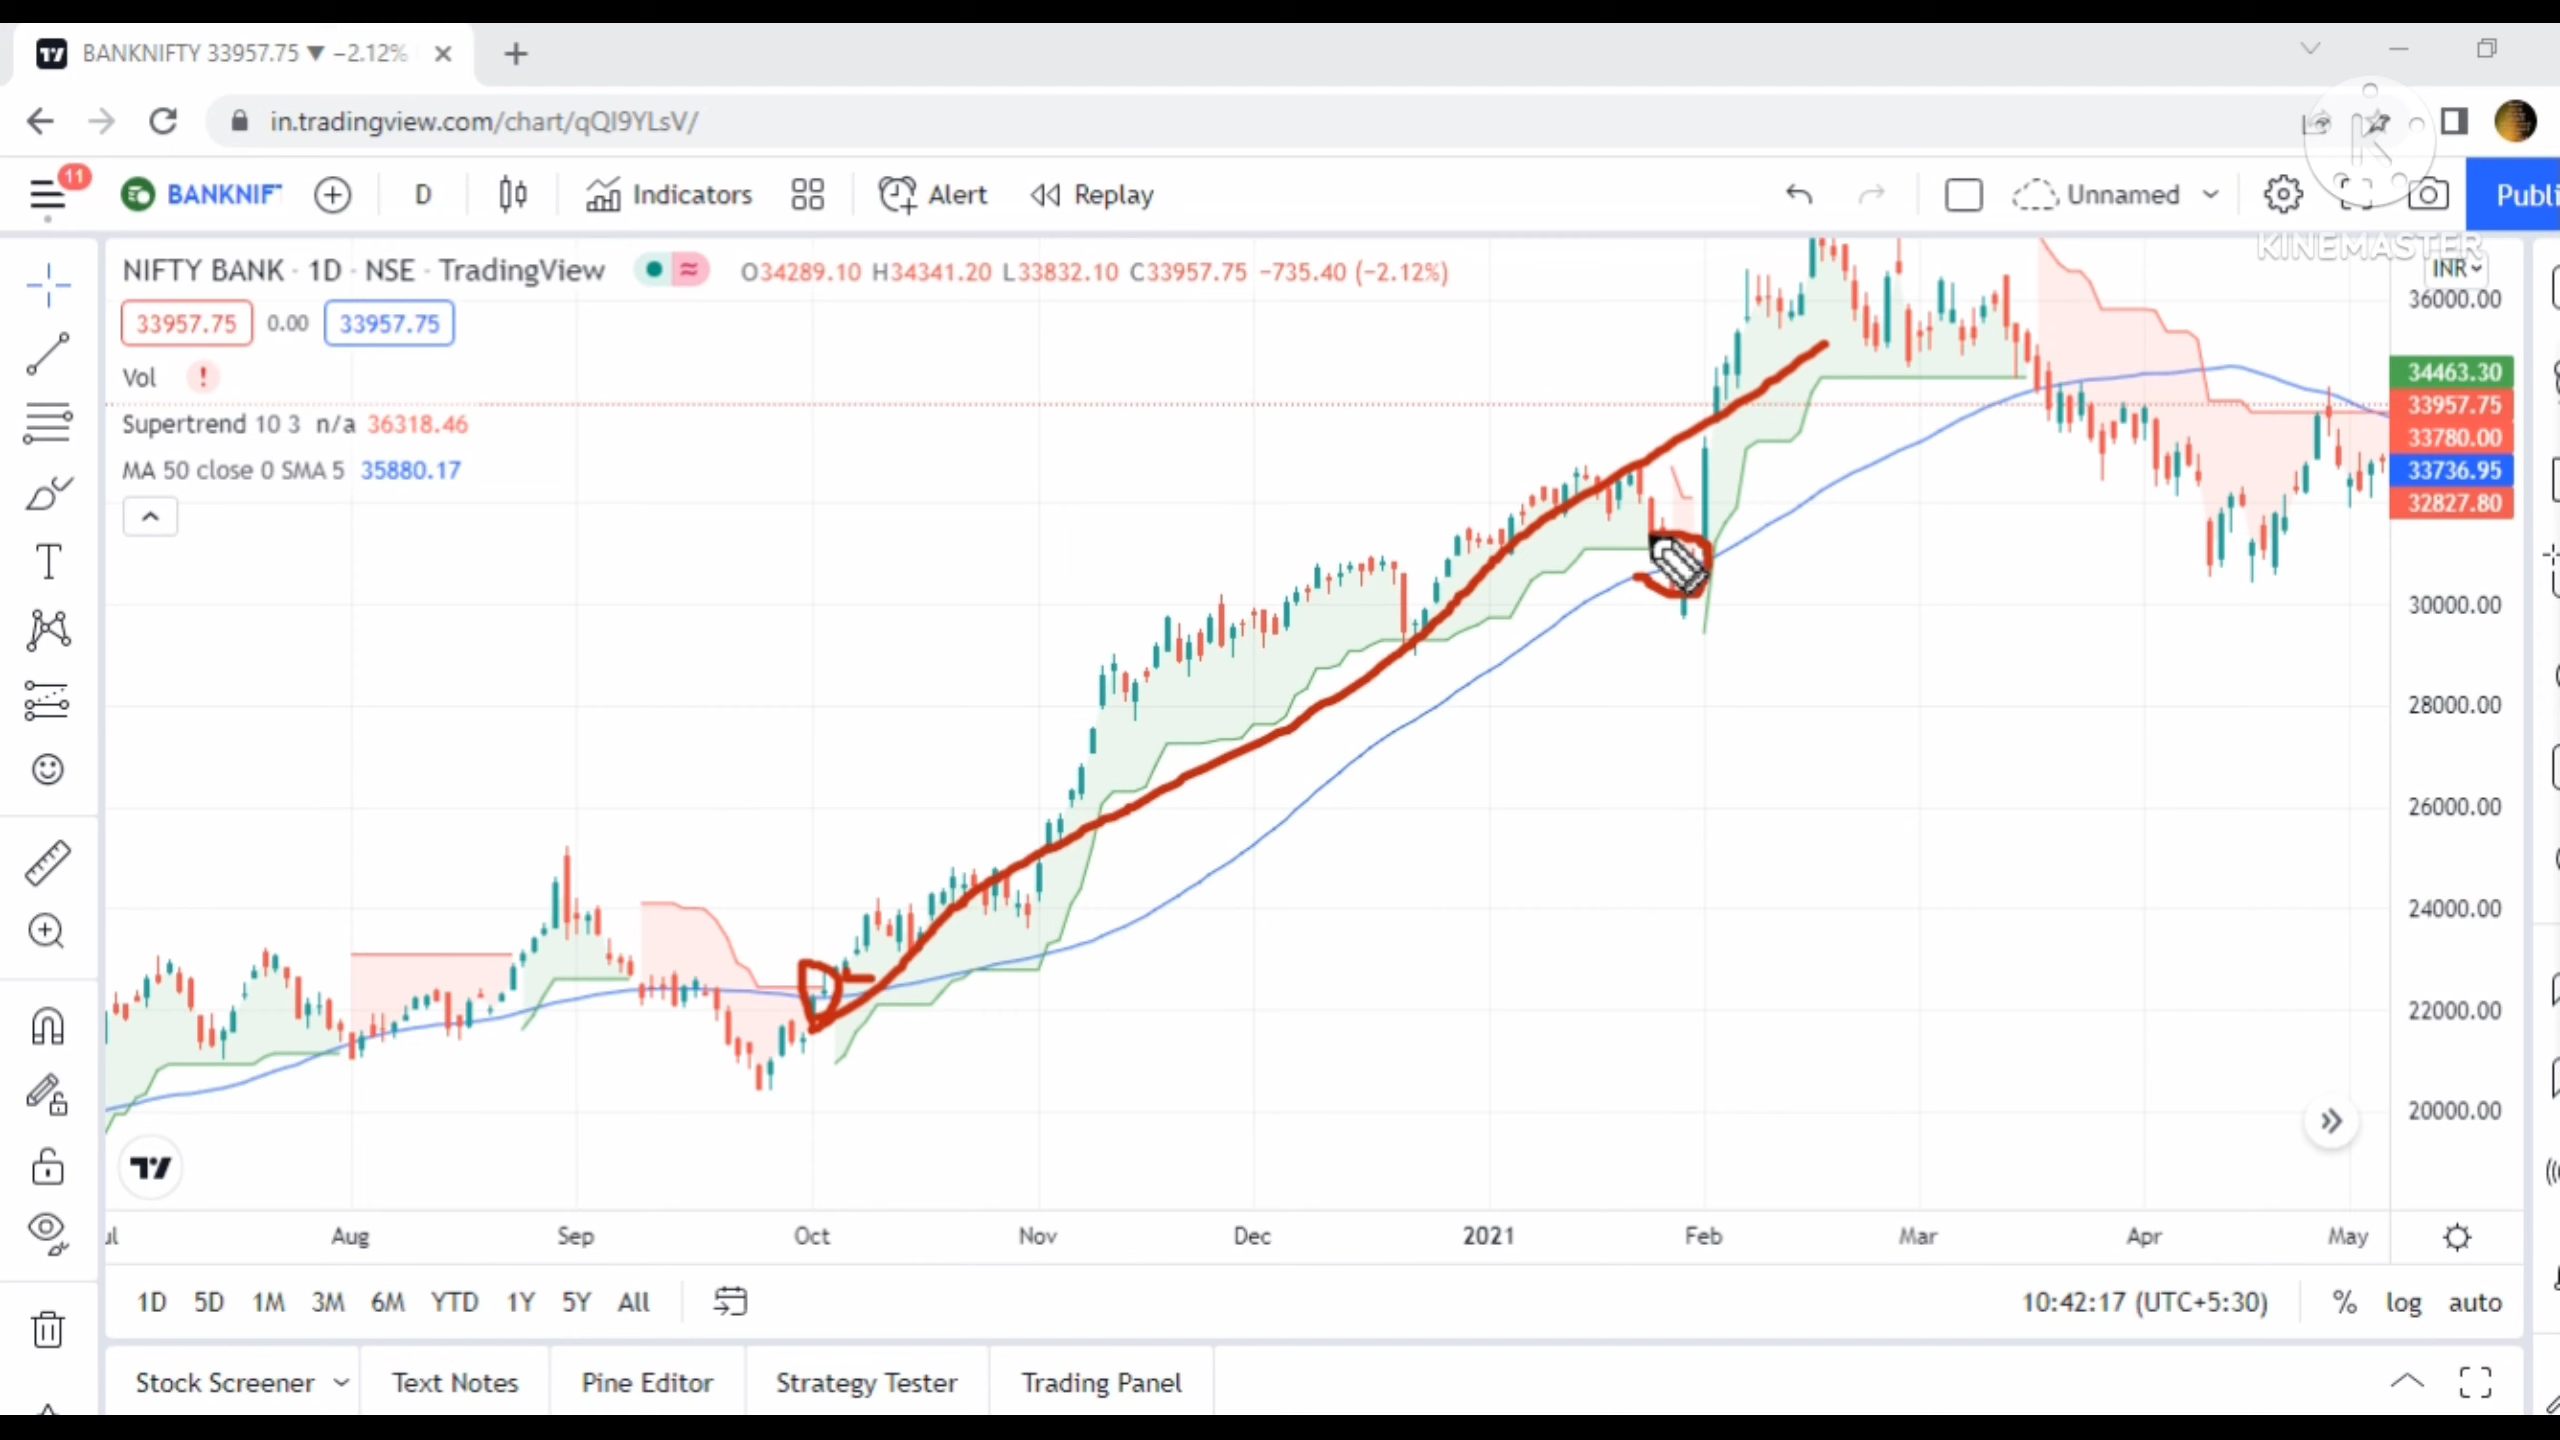 BANKNIFTY 33957.75 ▼ −2.12%
in.tradingview.com/chart/qQI9YLsV/
11
BANKNIF
D
Indicators
Alert
Replay
Unnamed
Publi
KINEMASTER
NIFTY BANK · 1D · NSE · TradingView
O34289.10 H34341.20 L33832.10 C33957.75 −735.40 (−2.12%)
INR
33957.75 0.00 33957.75
Vol
Supertrend 10 3 n/a 36318.46
MA 50 close 0 SMA 5 35880.17
36000.00
34463.30
33957.75
33780.00
33736.95
32827.80
30000.00
28000.00
26000.00
24000.00
22000.00
20000.00
ul Aug Sep Oct Nov Dec 2021 Feb Mar Apr May
1D 5D 1M 3M 6M YTD 1Y 5Y All
10:42:17 (UTC+5:30) % log auto
Stock Screener Text Notes Pine Editor Strategy Tester Trading Panel